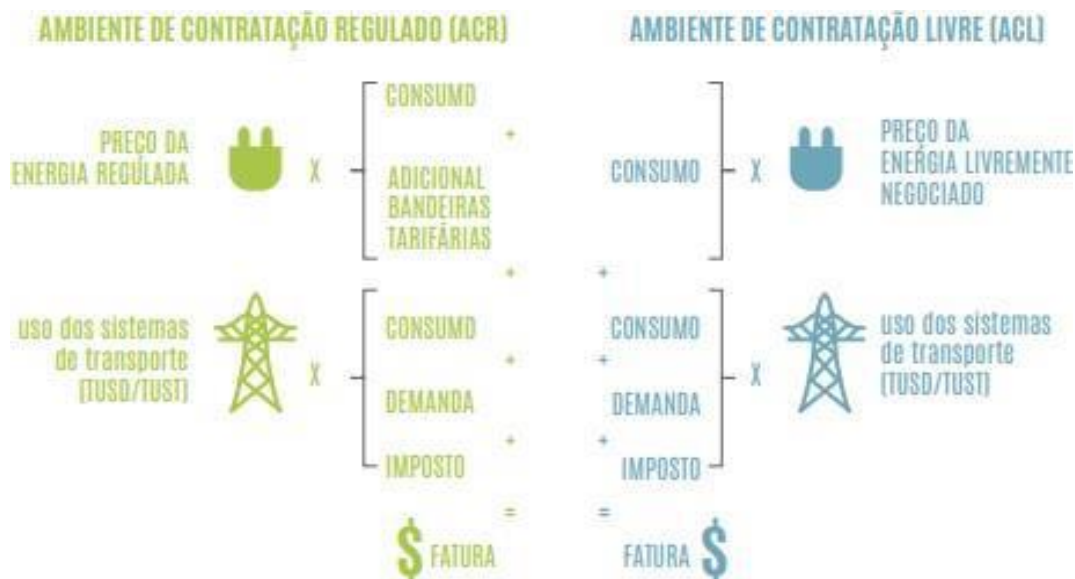 AMBIENTE DE CONTRATAÇÃO REGULADO (ACR)
PREÇO DA
ENERGIA REGULADA
X
CONSUMO
+
ADICIONAL
BANDEIRAS
TARIFÁRIAS
+
uso dos sistemas
de transporte
(TUSD/TUST)
X
CONSUMO
+
DEMANDA
+
IMPOSTO
=
$ FATURA
AMBIENTE DE CONTRATAÇÃO LIVRE (ACL)
CONSUMO
X
PREÇO DA
ENERGIA LIVREMENTE
NEGOCIADO
+
CONSUMO
+
DEMANDA
+
IMPOSTO
X
uso dos sistemas
de transporte
(TUSD/TUST)
=
FATURA $